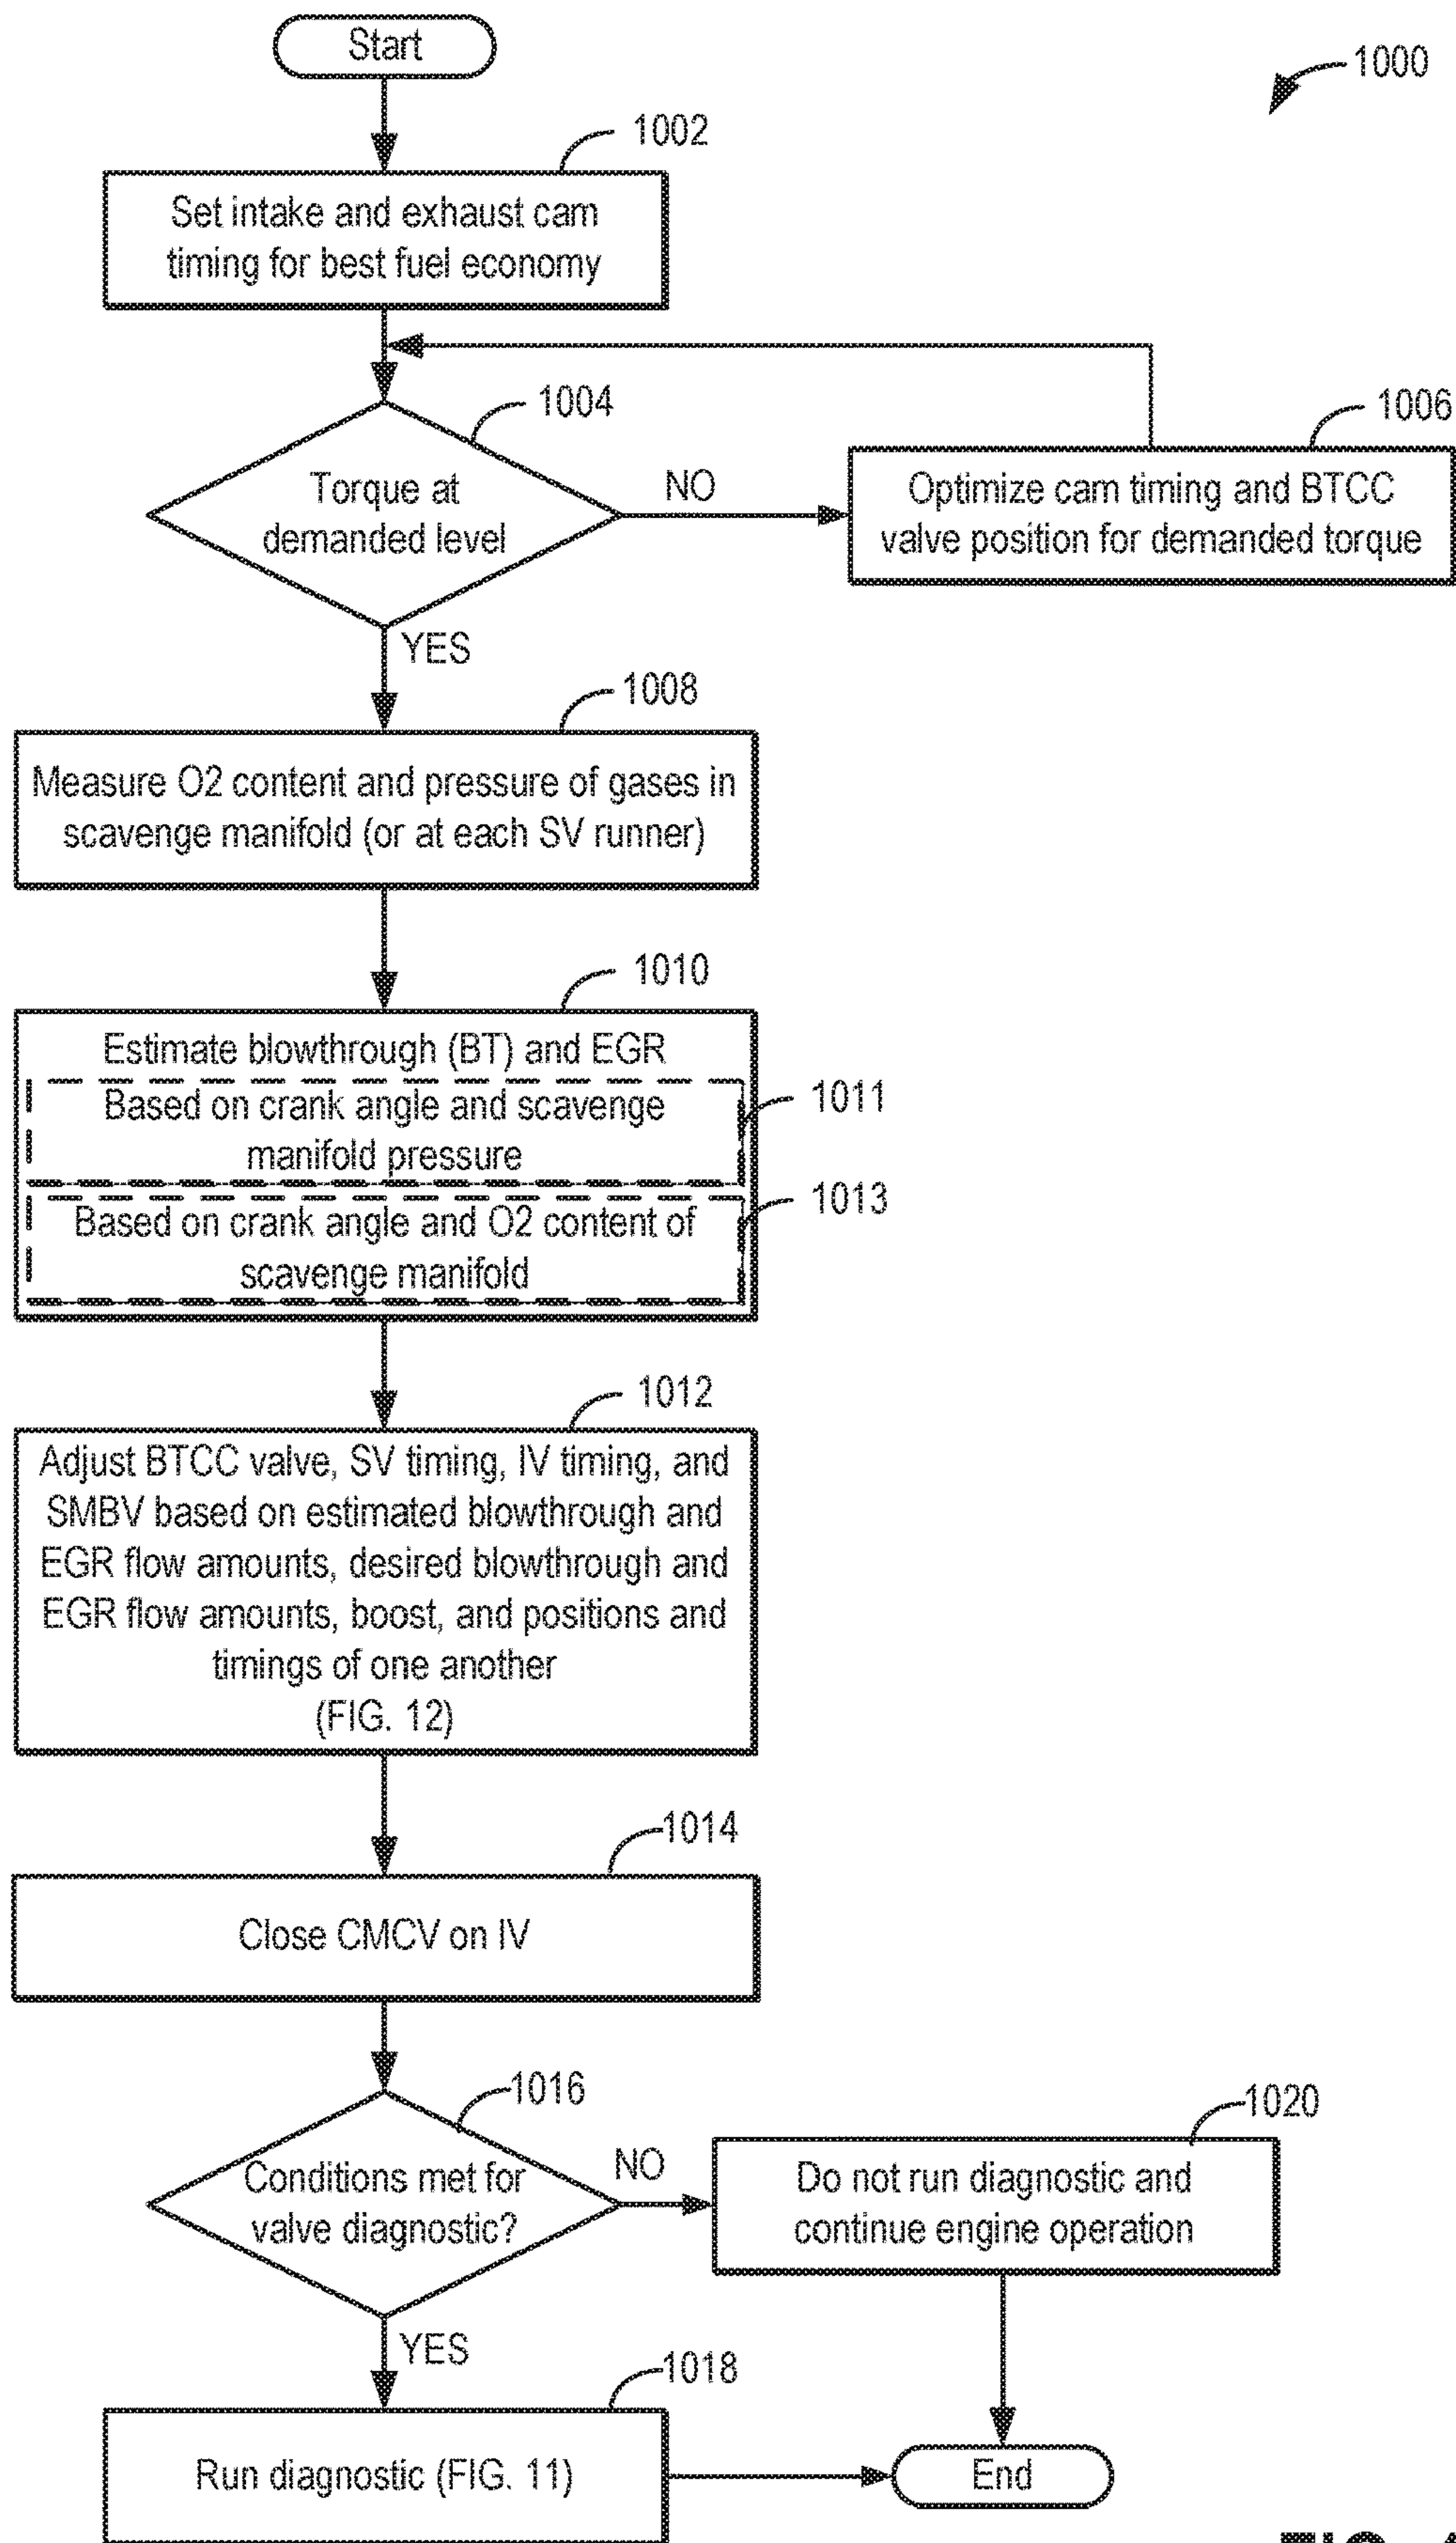 Start
1000
1002
Set intake and exhaust cam
timing for best fuel economy
1004
1006
Torque at
demanded level
NO
Optimize cam timing and BTCC
valve position for demanded torque
YES
1008
Measure O2 content and pressure of gases in
scavenge manifold (or at each SV runner)
1010
Estimate blowthrough (BT) and EGR
1011
Based on crank angle and scavenge
manifold pressure
1013
Based on crank angle and O2 content of
scavenge manifold
1012
Adjust BTCC valve, SV timing, IV timing, and
SMBV based on estimated blowthrough and
EGR flow amounts, desired blowthrough and
EGR flow amounts, boost, and positions and
timings of one another
(FIG. 12)
1014
Close CMCV on IV
1016
1020
Conditions met for
valve diagnostic?
NO
Do not run diagnostic and
continue engine operation
YES
1018
Run diagnostic (FIG. 11)
End